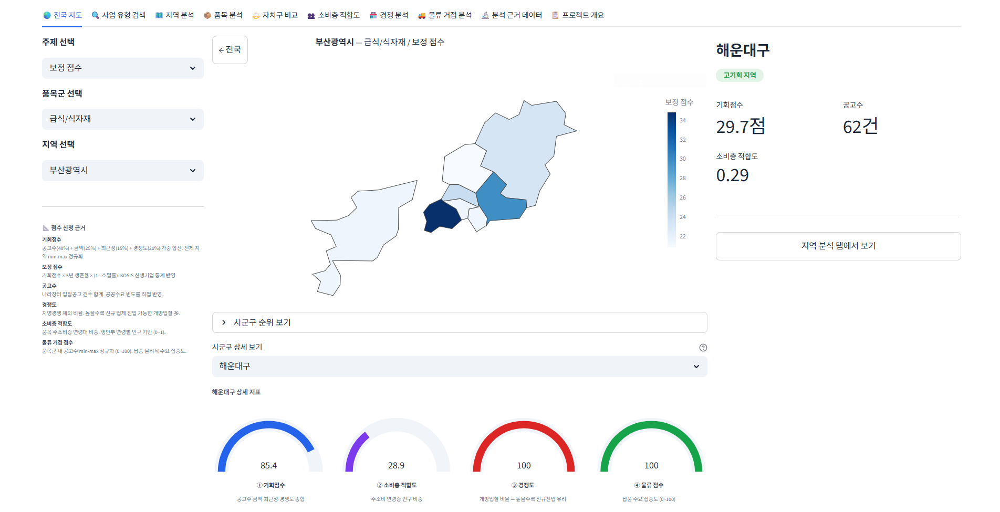 전국 지도 사업 유형 검색 지역 분석 품목 분석 자치구 비교 소비층 적합도 경쟁 분석 물류 거점 분석 분석 근거 데이터 프로젝트 개요
주제 선택
보정 점수
품목군 선택
급식/식자재
지역 선택
부산광역시
점수 산정 근거
기회점수
공고수(40%) + 금액(25%) + 최근성(15%) + 경쟁도(20%) 가중 합산. 전체 지
역 min-max 정규화.
보정 점수
기회점수 × 5년 생존율 × (1 - 소멸률). KOSIS 신생기업 통계 반영.
공고수
나라장터 입찰공고 건수 합계. 공공수요 빈도를 직접 반영.
경쟁도
지명경쟁 제외 비율. 높을수록 신규 업체 진입 가능한 개방입찰 多.
소비층 적합도
품목 주소비층 연령대 비중. 행안부 연령별 인구 기반 (0~1).
물류 거점 점수
품목군 내 공고수 min-max 정규화 (0~100). 납품 물리적 수요 집중도.
← 전국
부산광역시 — 급식/식자재 / 보정 점수
보정 점수
34
32
30
28
26
24
22
시군구 순위 보기
시군구 상세 보기
해운대구
해운대구 상세 지표
85.4
① 기회점수
공고수·금액·최근성·경쟁도 종합
28.9
② 소비층 적합도
주소비 연령층 인구 비중
100
③ 경쟁도
개방입찰 비율 — 높을수록 신규진입 유리
100
④ 물류 점수
납품 수요 집중도 (0~100)
해운대구
고기회 지역
기회점수
29.7점
공고수
62건
소비층 적합도
0.29
지역 분석 탭에서 보기